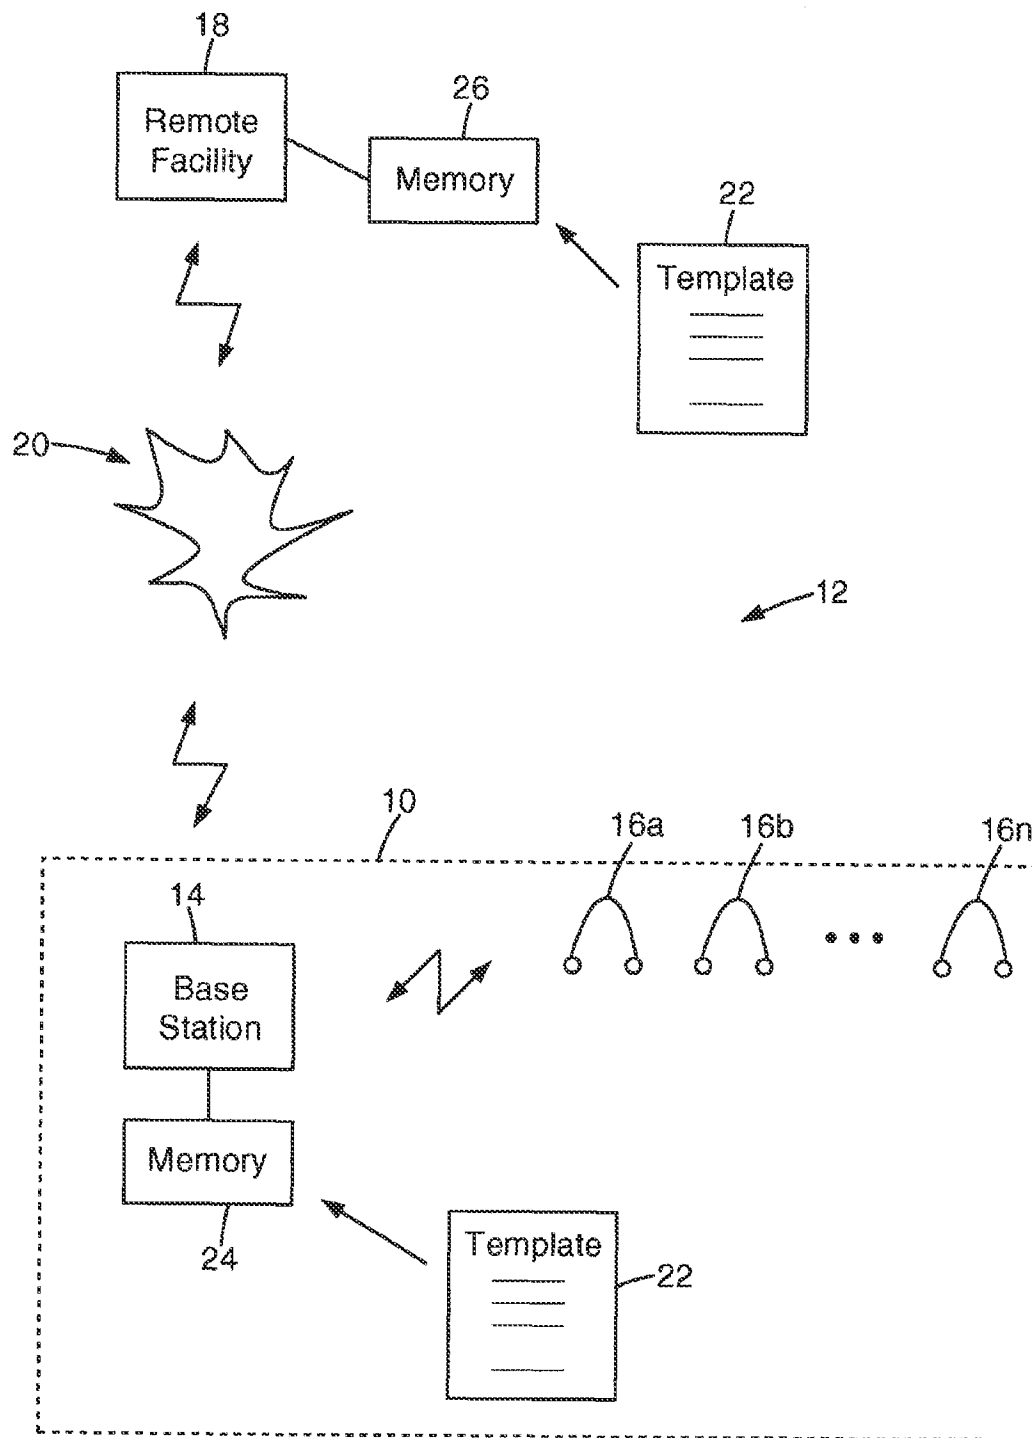 18
Remote
Facility
26
Memory
22
Template
20
12
10
16a
16b
16n
14
Base
Station
Memory
24
Template
22